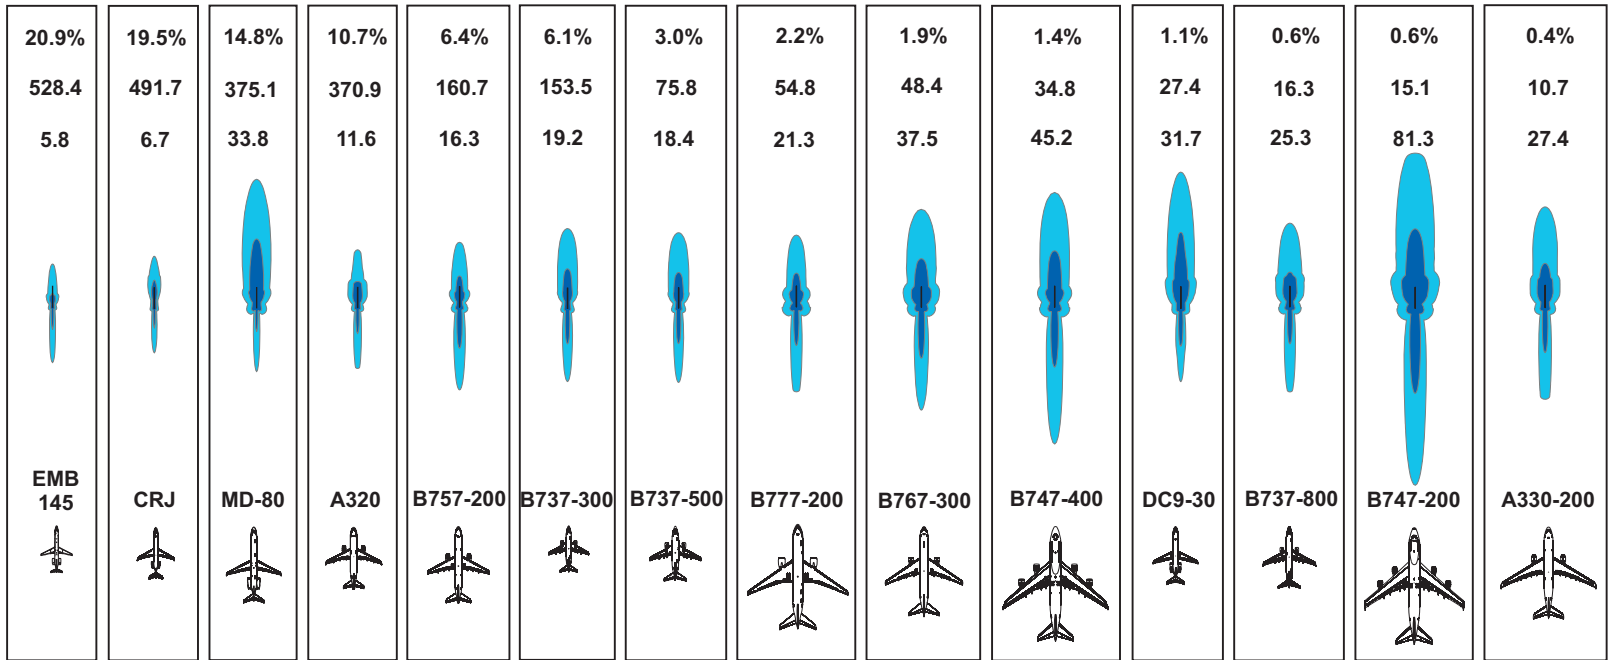 20.9% 19.5% 14.8% 10.7% 6.4% 6.1% 3.0% 2.2% 1.9% 1.4% 1.1% 0.6% 0.6% 0.4%
528.4 491.7 375.1 370.9 160.7 153.5 75.8 54.8 48.4 34.8 27.4 16.3 15.1 10.7
5.8 6.7 33.8 11.6 16.3 19.2 18.4 21.3 37.5 45.2 31.7 25.3 81.3 27.4
EMB
145 CRJ MD-80 A320 B757-200 B737-300 B737-500 B777-200 B767-300 B747-400 DC9-30 B737-800 B747-200 A330-200